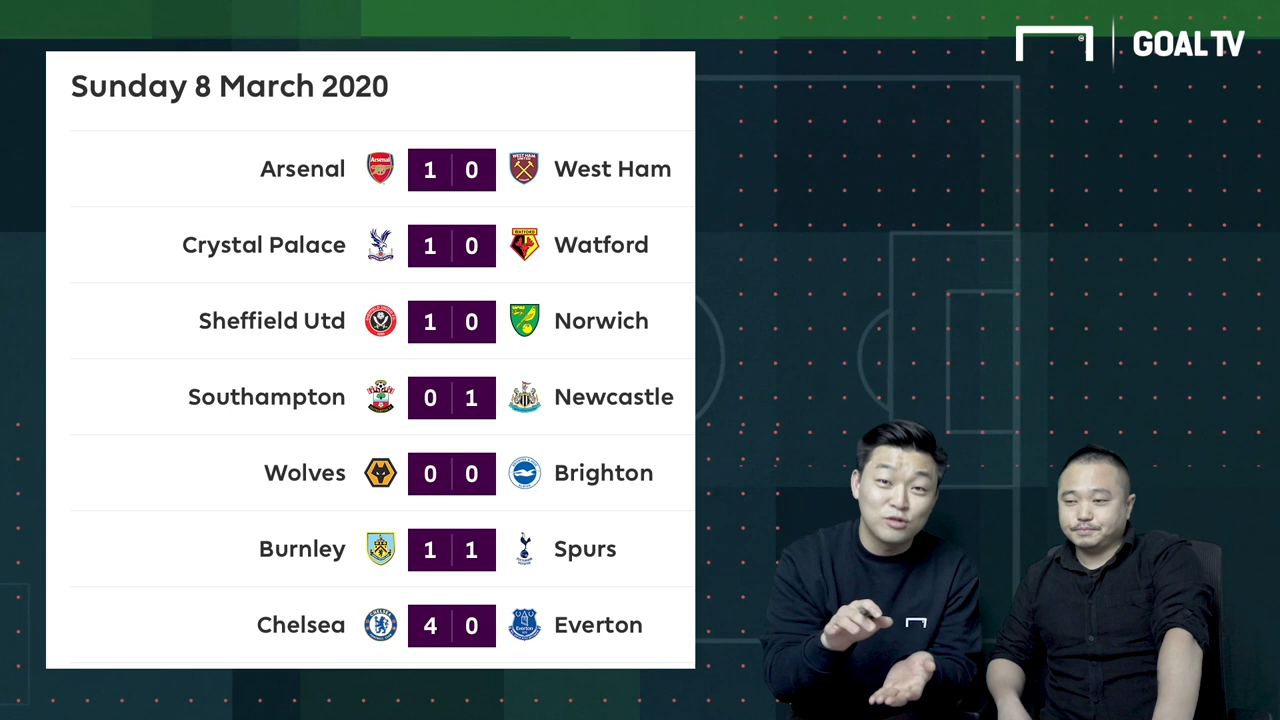 GOAL TV
Sunday 8 March 2020
Arsenal 1 0 West Ham
Crystal Palace 1 0 Watford
Sheffield Utd 1 0 Norwich
Southampton 0 1 Newcastle
Wolves 0 0 Brighton
Burnley 1 1 Spurs
Chelsea 4 0 Everton